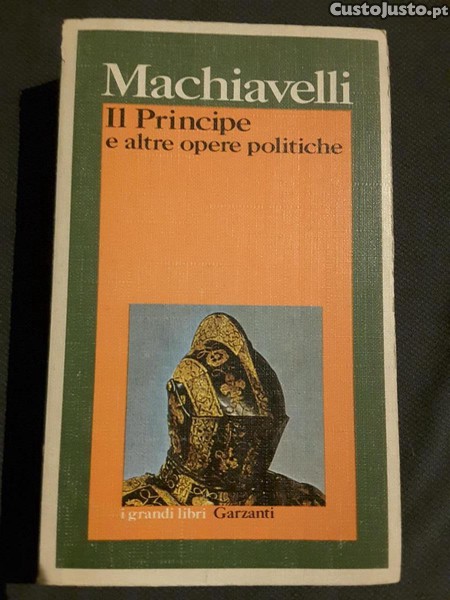 CustoJusto.pt
Machiavelli
Il Principe
e altre opere politiche
i grandi libri Garzanti